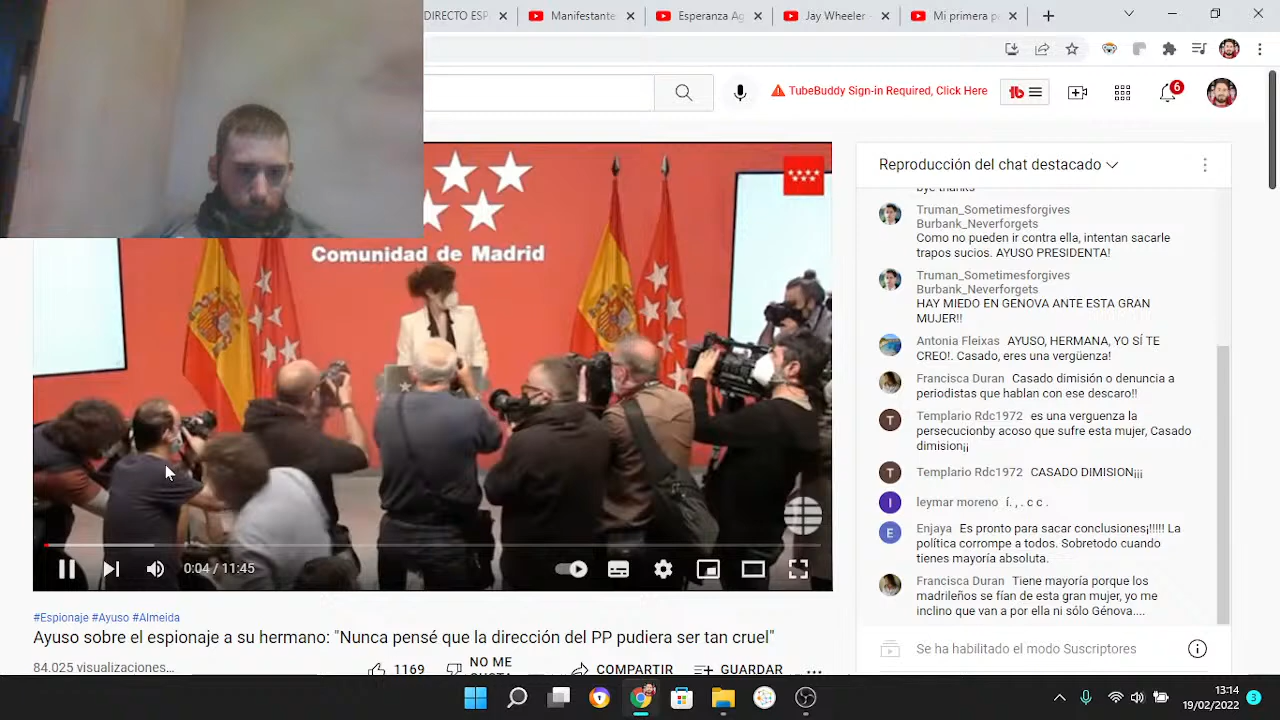 DIRECTO ESP
Manifestante
Esperanza Ag
Jay Wheeler -
Mi primera p
TubeBuddy Sign-in Required, Click Here
tb
6
Comunidad de Madrid
0:04 / 11:45
#Espionaje #Ayuso #Almeida
Ayuso sobre el espionaje a su hermano: "Nunca pensé que la dirección del PP pudiera ser tan cruel"
84.025 visualizaciones...
1169
NO ME
COMPARTIR
GUARDAR
Reproducción del chat destacado
bye thanks
Truman_Sometimesforgives
Burbank_Neverforgets
Como no pueden ir contra ella, intentan sacarle
trapos sucios. AYUSO PRESIDENTA!
Truman_Sometimesforgives
Burbank_Neverforgets
HAY MIEDO EN GENOVA ANTE ESTA GRAN
MUJER!!
Antonia Fleixas AYUSO, HERMANA, YO SÍ TE
CREO!. Casado, eres una vergüenza!
Francisca Duran Casado dimisión o denuncia a
periodistas que hablan con ese descaro!!
T
Templario Rdc1972 es una verguenza la
persecucionby acoso que sufre esta mujer, Casado
dimision¡¡
T
Templario Rdc1972 CASADO DIMISION¡¡¡
l
leymar moreno í. , . c c .
E
Enjaya Es pronto para sacar conclusiones¡!!!!! La
política corrompe a todos. Sobretodo cuando
tienes mayoría absoluta.
Francisca Duran Tiene mayoría porque los
madrileños se fían de esta gran mujer, yo me
inclino que van a por ella ni sólo Génova....
Se ha habilitado el modo Suscriptores
13:14
19/02/2022
3